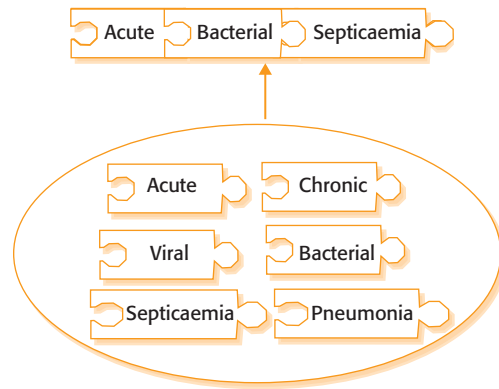 Acute Bacterial Septicaemia
Acute Chronic
Viral Bacterial
Septicaemia Pneumonia